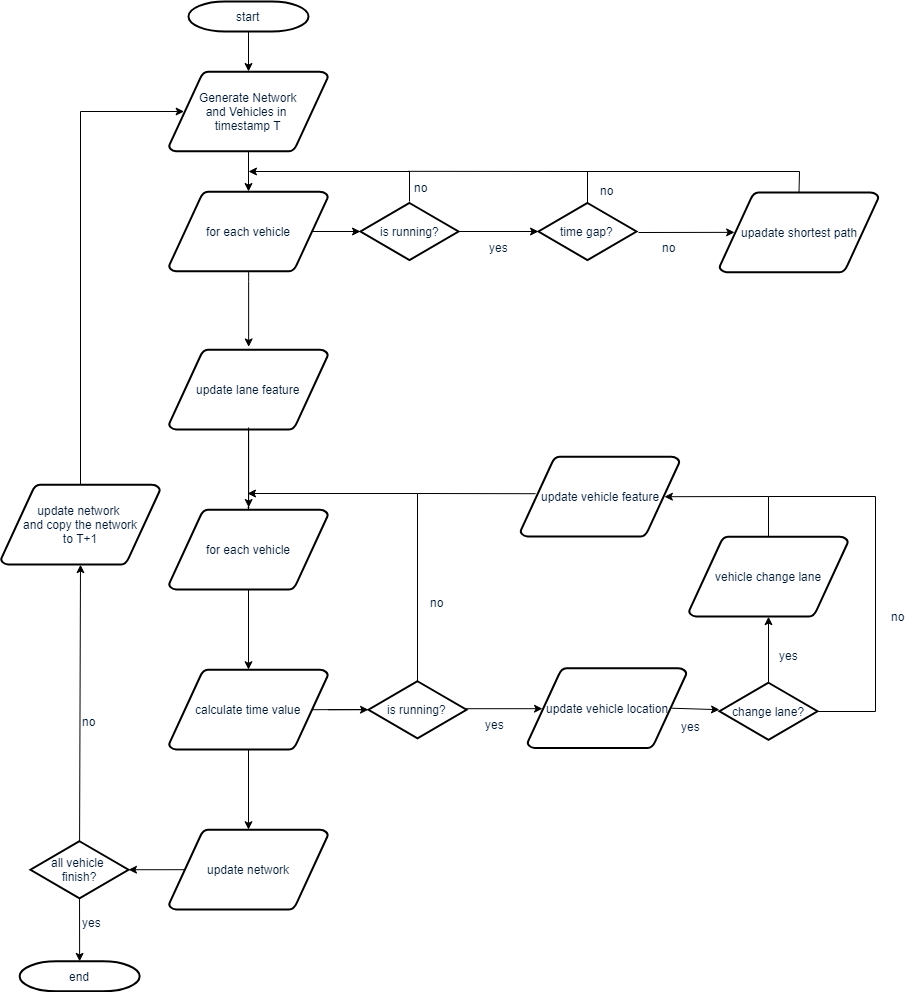 start
Generate Network
and Vehicles in
timestamp T
no
no
for each vehicle
is running?
yes
time gap?
no
upadate shortest path
update lane feature
update vehicle feature
update network
and copy the network
to T+1
for each vehicle
vehicle change lane
no
no
yes
calculate time value
is running?
yes
update vehicle location
yes
change lane?
no
all vehicle
finish?
update network
yes
end